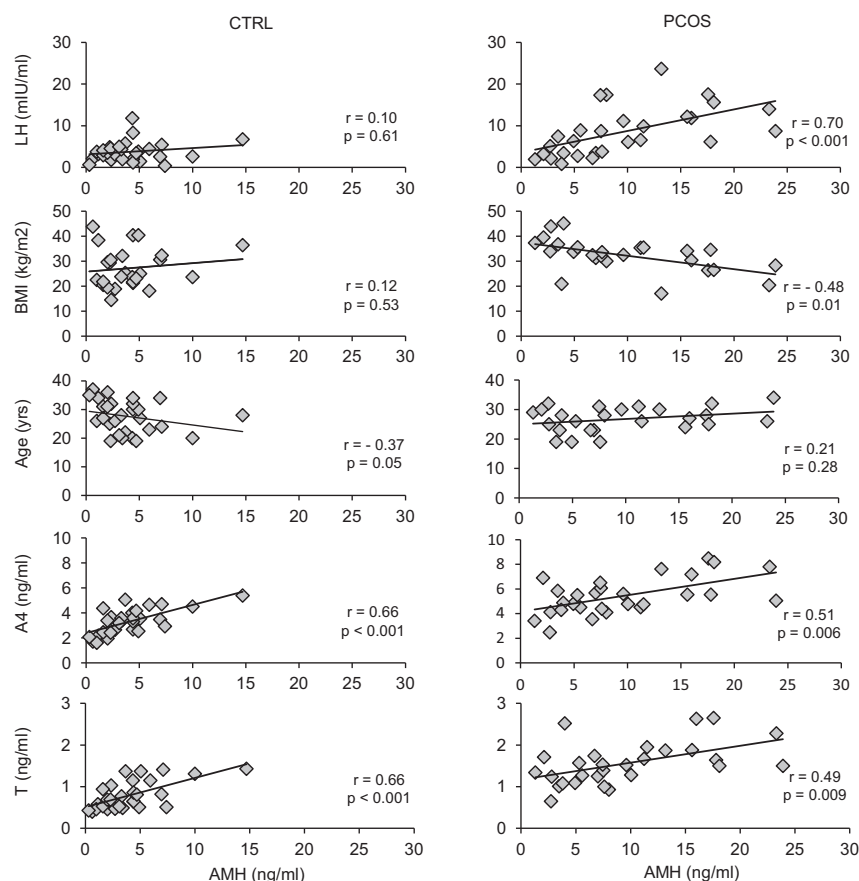 CTRL
PCOS
LH (mIU/ml)
30
20
10
0
0 5 10 15 20 25 30
r = 0.10
p = 0.61
30
20
10
0
0 5 10 15 20 25 30
r = 0.70
p < 0.001
BMI (kg/m2)
50
40
30
20
10
0
0 5 10 15 20 25 30
r = 0.12
p = 0.53
50
40
30
20
10
0
0 5 10 15 20 25 30
r = - 0.48
p = 0.01
Age (yrs)
40
30
20
10
0
0 5 10 15 20 25 30
r = - 0.37
p = 0.05
40
30
20
10
0
0 5 10 15 20 25 30
r = 0.21
p = 0.28
A4 (ng/ml)
10
8
6
4
2
0
0 5 10 15 20 25 30
r = 0.66
p < 0.001
10
8
6
4
2
0
0 5 10 15 20 25 30
r = 0.51
p = 0.006
T (ng/ml)
3
2
1
0
0 5 10 15 20 25 30
r = 0.66
p < 0.001
AMH (ng/ml)
3
2
1
0
0 5 10 15 20 25 30
r = 0.49
p = 0.009
AMH (ng/ml)